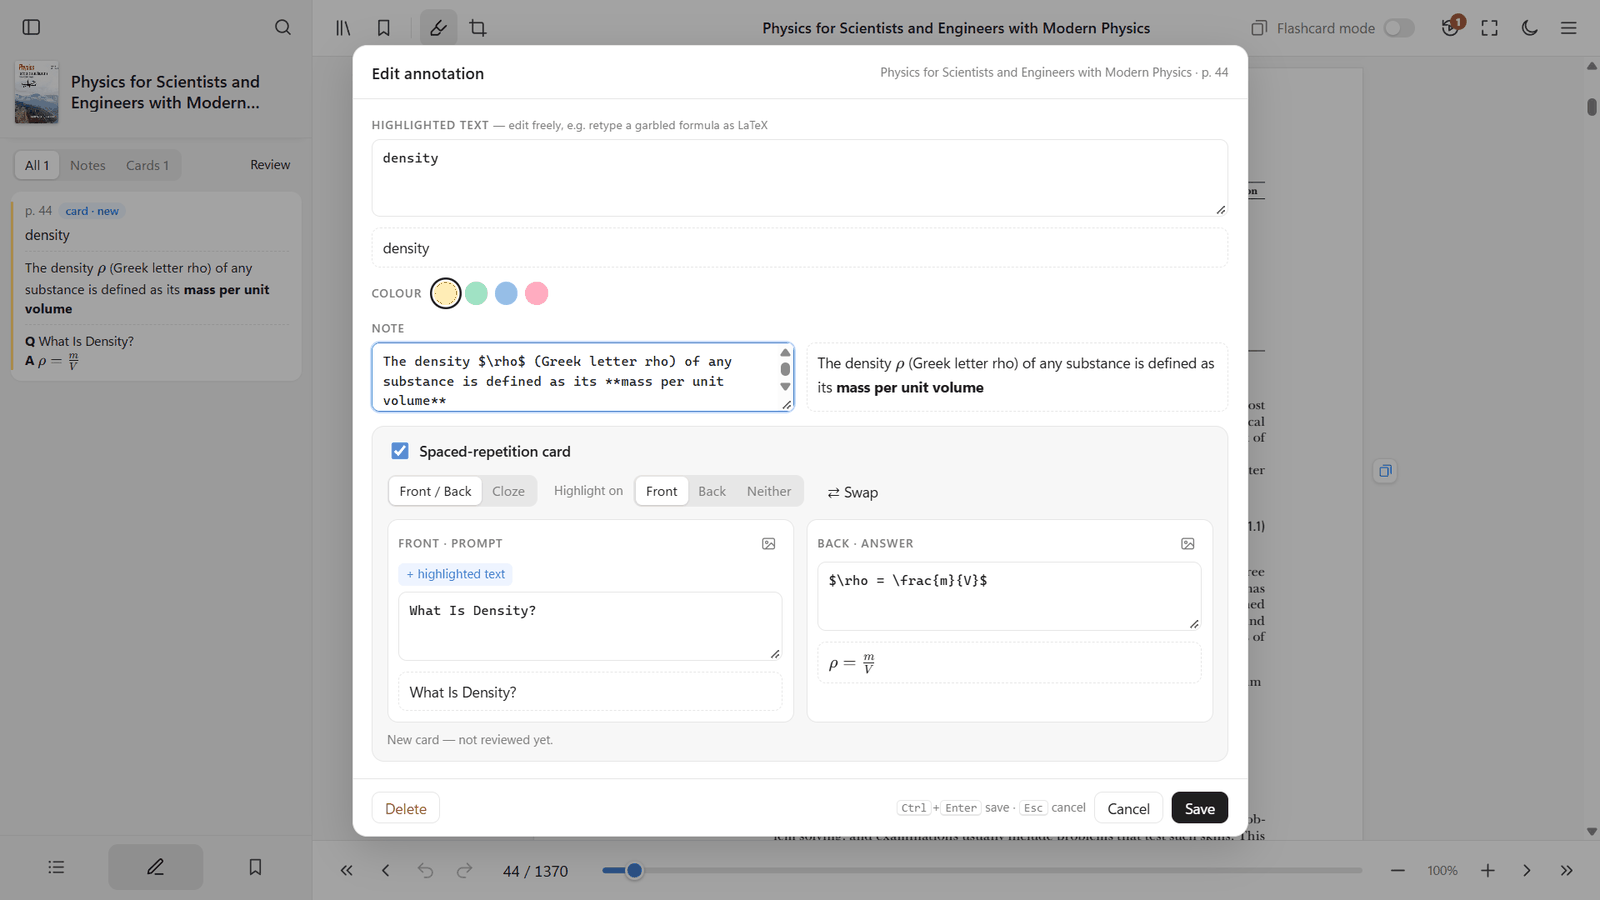 Physics for Scientists and Engineers with Modern Physics
Flashcard mode
1
Physics for Scientists and
Engineers with Modern...
All 1
Notes
Cards 1
Review
p. 44
card · new
density
The density ρ (Greek letter rho) of any
substance is defined as its mass per unit
volume
Q What Is Density?
A ρ = m/V
Edit annotation
Physics for Scientists and Engineers with Modern Physics · p. 44
HIGHLIGHTED TEXT — edit freely, e.g. retype a garbled formula as LaTeX
density
density
COLOUR
NOTE
The density $\rho$ (Greek letter rho) of any
substance is defined as its **mass per unit
volume**
The density ρ (Greek letter rho) of any substance is defined as
its mass per unit volume
Spaced-repetition card
Front / Back
Cloze
Highlight on
Front
Back
Neither
⇄ Swap
FRONT · PROMPT
+ highlighted text
What Is Density?
What Is Density?
BACK · ANSWER
$\rho = \frac{m}{V}$
ρ = m/V
New card — not reviewed yet.
Delete
Ctrl + Enter save · Esc cancel
Cancel
Save
44 / 1370
100%